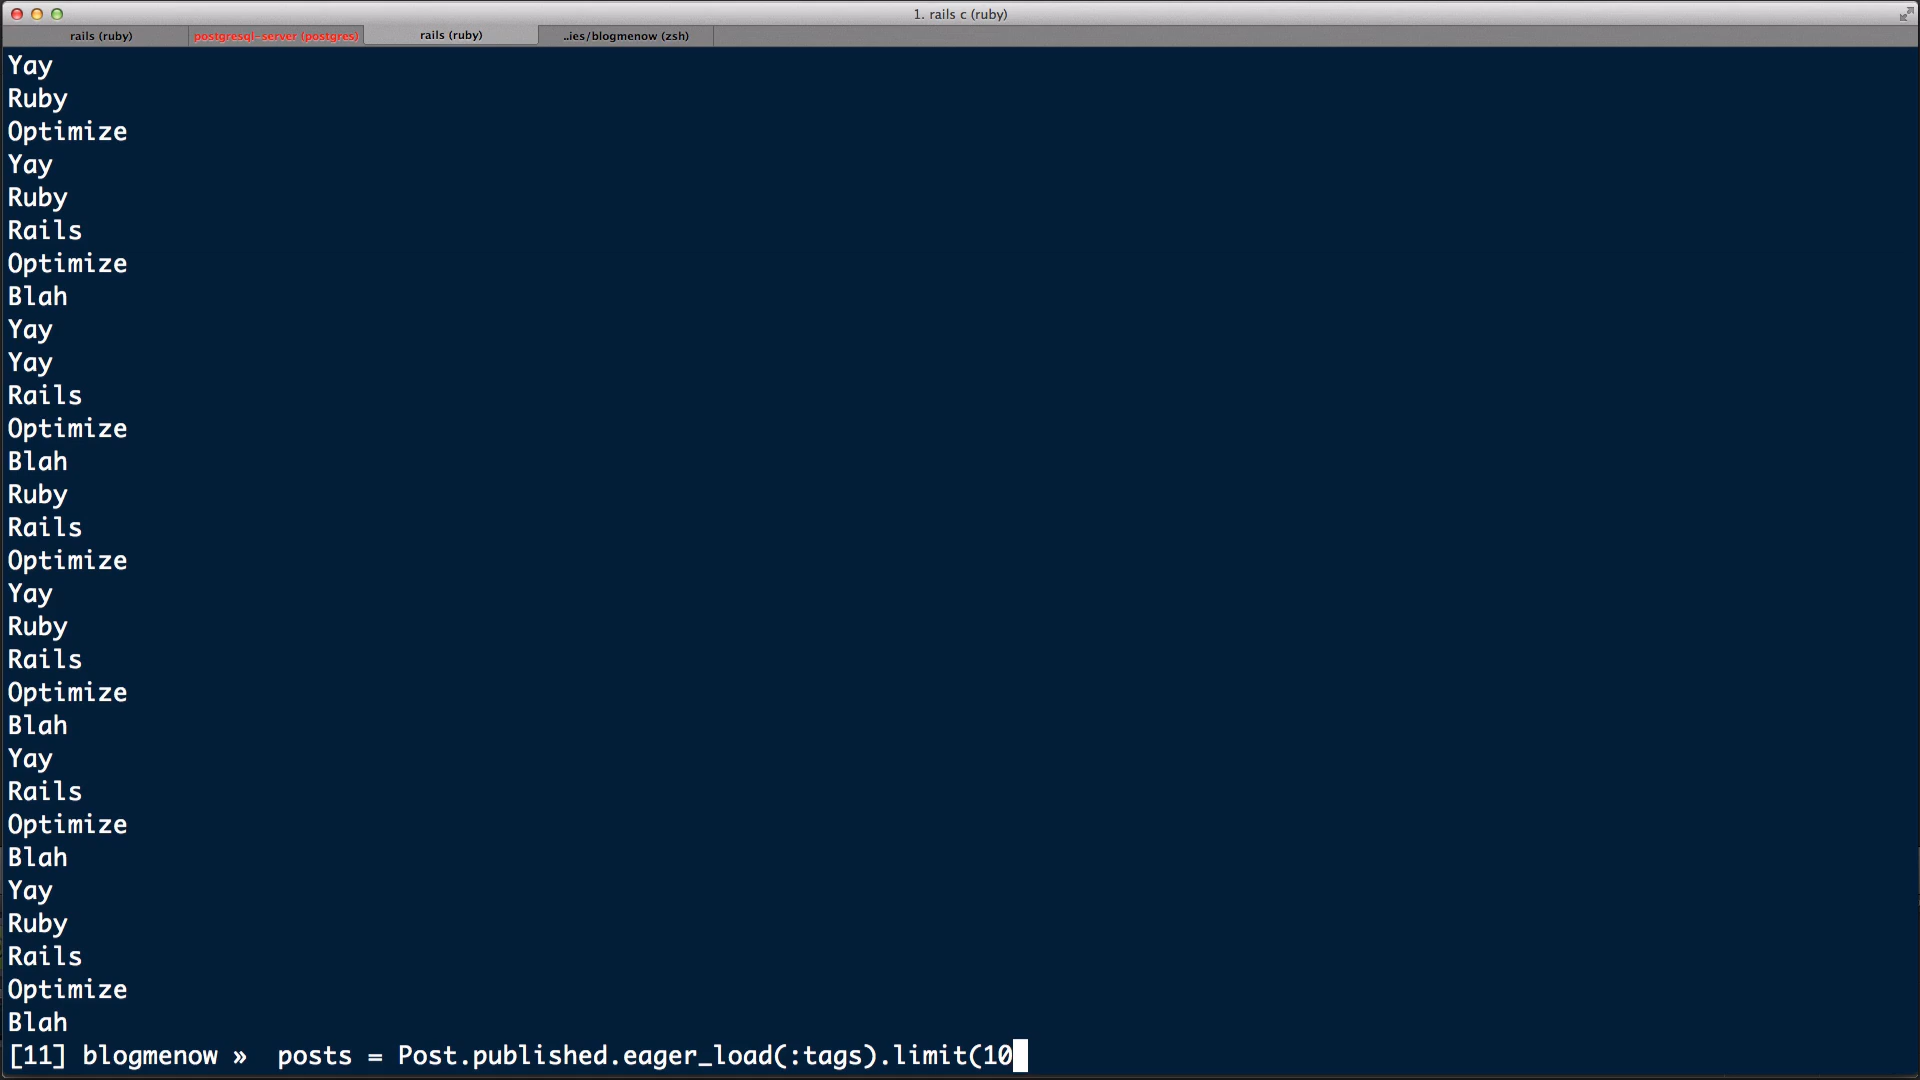 1. rails c (ruby)
rails (ruby)
postgresql-server (postgres)
rails (ruby)
..ies/blogmenow (zsh)
Yay
Ruby
Optimize
Yay
Ruby
Rails
Optimize
Blah
Yay
Yay
Rails
Optimize
Blah
Ruby
Rails
Optimize
Yay
Ruby
Rails
Optimize
Blah
Yay
Rails
Optimize
Blah
Yay
Ruby
Rails
Optimize
Blah
[11] blogmenow »  posts = Post.published.eager_load(:tags).limit(10